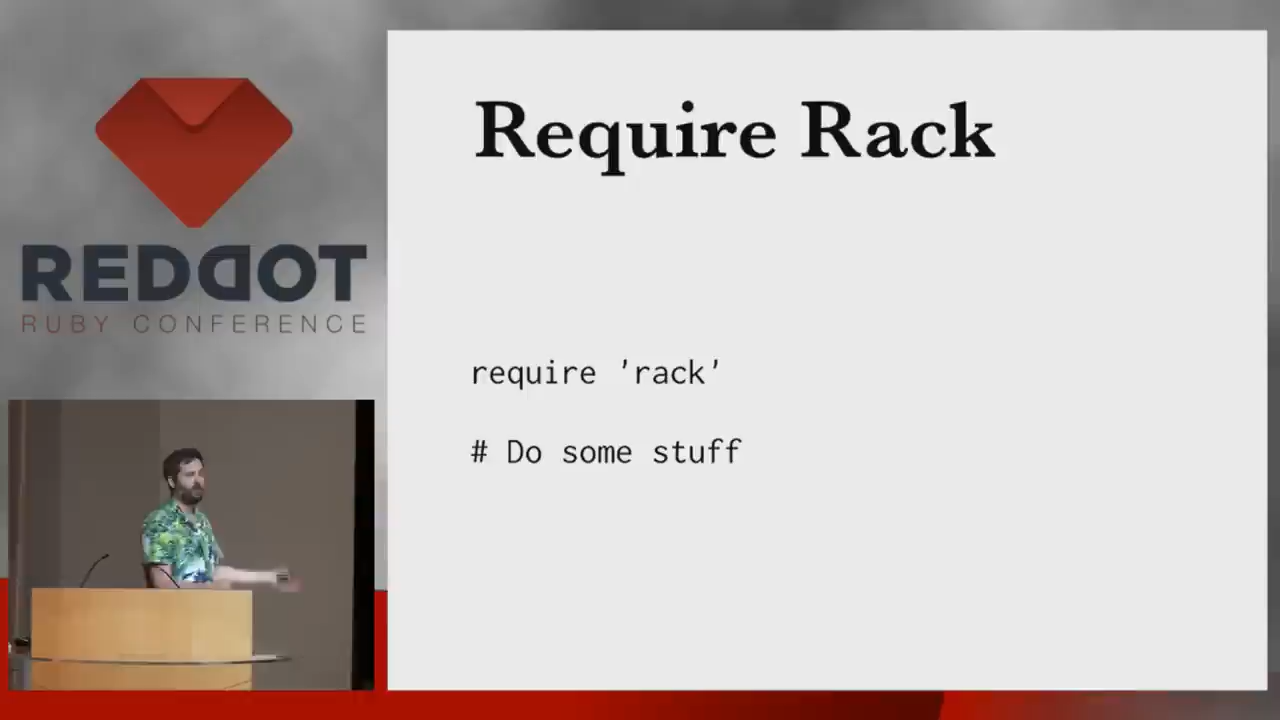 REDDOT
RUBY CONFERENCE
Require Rack
require 'rack'
# Do some stuff